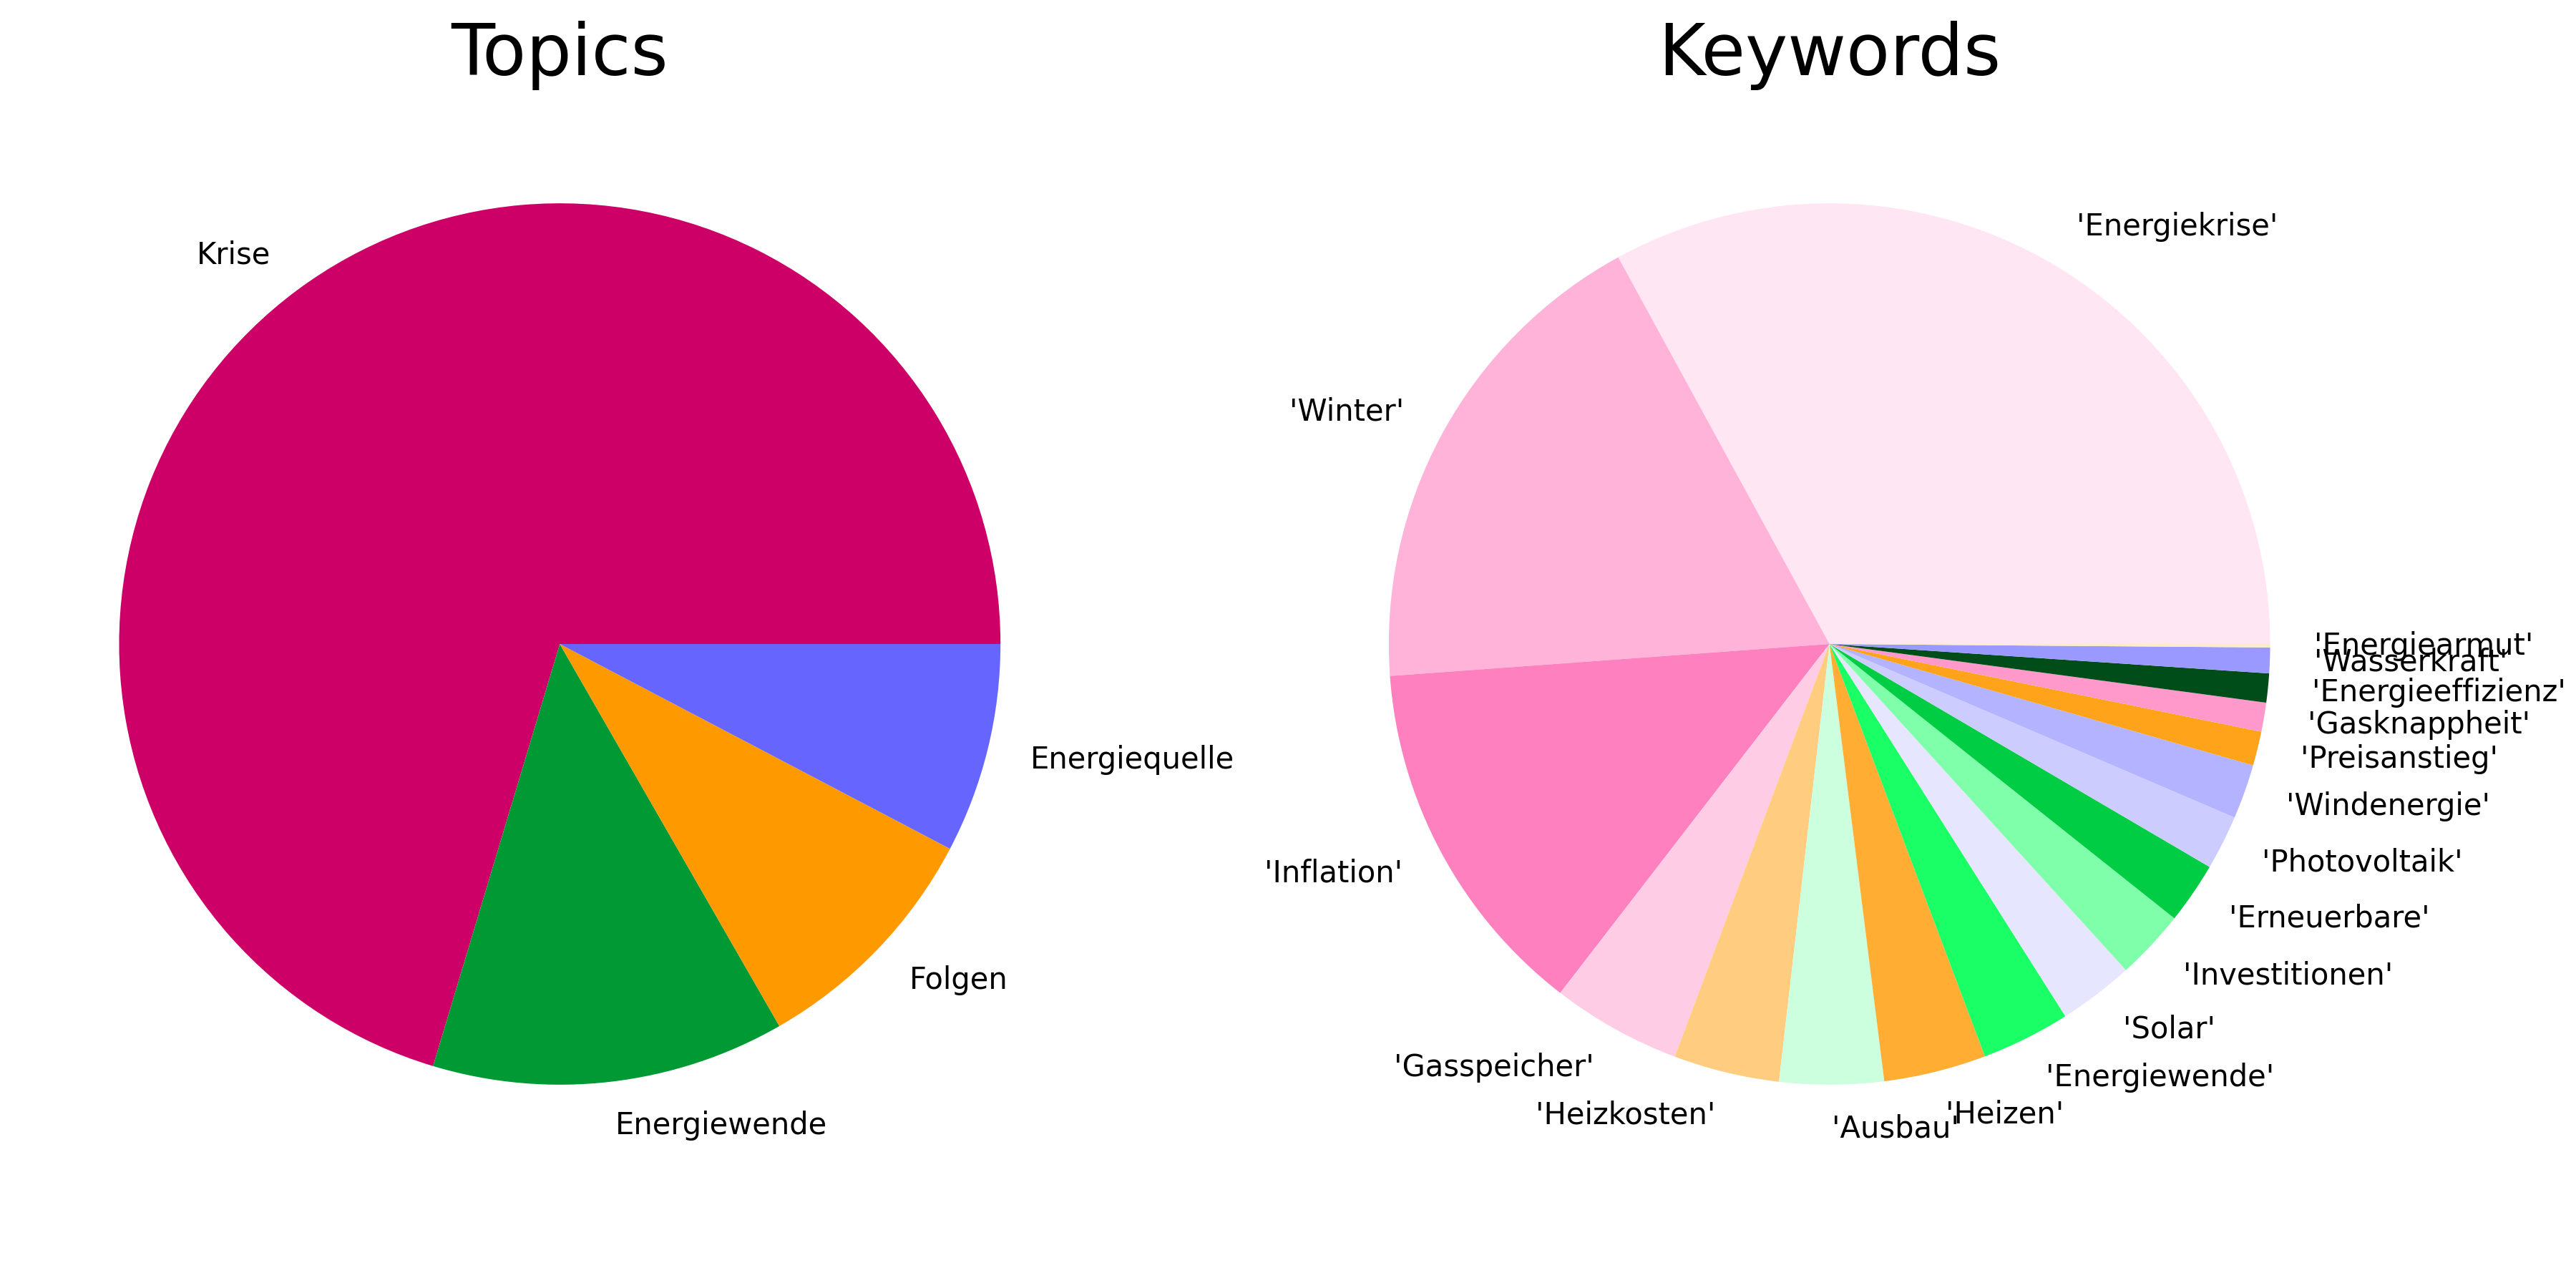 Topics
Krise
Energiewende
Folgen
Energiequelle
Keywords
'Energiekrise'
'Winter'
'Inflation'
'Gasspeicher'
'Heizkosten'
'Ausbau'
'Heizen'
'Energiewende'
'Solar'
'Investitionen'
'Erneuerbare'
'Photovoltaik'
'Windenergie'
'Preisanstieg'
'Gasknappheit'
'Energieeffizienz'
'Wasserkraft'
'Energiearmut'